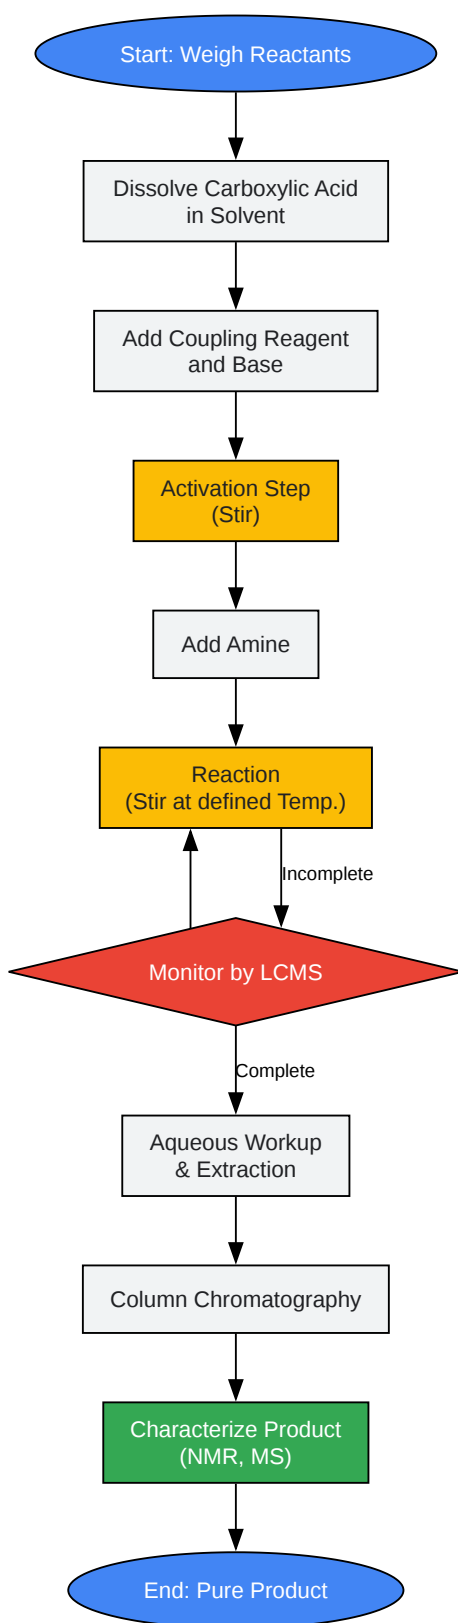 Start: Weigh Reactants
Dissolve Carboxylic Acid
in Solvent
Add Coupling Reagent
and Base
Activation Step
(Stir)
Add Amine
Reaction
(Stir at defined Temp.)
Incomplete
Monitor by LCMS
Complete
Aqueous Workup
& Extraction
Column Chromatography
Characterize Product
(NMR, MS)
End: Pure Product